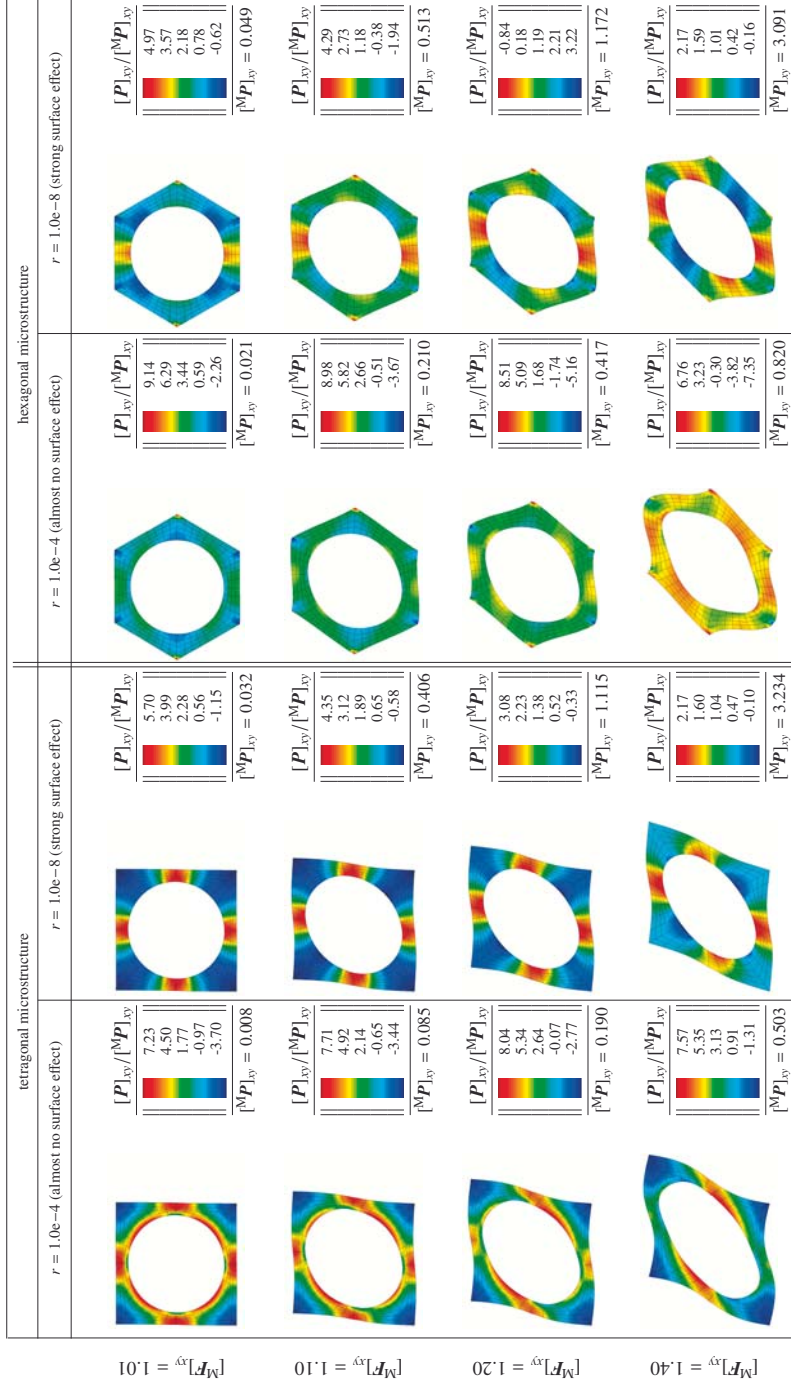 tetragonal microstructure
hexagonal microstructure
r = 1.0e−4 (almost no surface effect)
r = 1.0e−8 (strong surface effect)
r = 1.0e−4 (almost no surface effect)
r = 1.0e−8 (strong surface effect)
[ᴹF]xy = 1.01
[P]xy/[ᴹP]xy
7.23
4.50
1.77
-0.97
-3.70
[ᴹP]xy = 0.008
[P]xy/[ᴹP]xy
5.70
3.99
2.28
0.56
-1.15
[ᴹP]xy = 0.032
[P]xy/[ᴹP]xy
9.14
6.29
3.44
0.59
-2.26
[ᴹP]xy = 0.021
[P]xy/[ᴹP]xy
4.97
3.57
2.18
0.78
-0.62
[ᴹP]xy = 0.049
[ᴹF]xy = 1.10
[P]xy/[ᴹP]xy
7.71
4.92
2.14
-0.65
-3.44
[ᴹP]xy = 0.085
[P]xy/[ᴹP]xy
4.35
3.12
1.89
0.65
-0.58
[ᴹP]xy = 0.406
[P]xy/[ᴹP]xy
8.98
5.82
2.66
-0.51
-3.67
[ᴹP]xy = 0.210
[P]xy/[ᴹP]xy
4.29
2.73
1.18
-0.38
-1.94
[ᴹP]xy = 0.513
[ᴹF]xy = 1.20
[P]xy/[ᴹP]xy
8.04
5.34
2.64
-0.07
-2.77
[ᴹP]xy = 0.190
[P]xy/[ᴹP]xy
3.08
2.23
1.38
0.52
-0.33
[ᴹP]xy = 1.115
[P]xy/[ᴹP]xy
8.51
5.09
1.68
-1.74
-5.16
[ᴹP]xy = 0.417
[P]xy/[ᴹP]xy
-0.84
0.18
1.19
2.21
3.22
[ᴹP]xy = 1.172
[ᴹF]xy = 1.40
[P]xy/[ᴹP]xy
7.57
5.35
3.13
0.91
-1.31
[ᴹP]xy = 0.503
[P]xy/[ᴹP]xy
2.17
1.60
1.04
0.47
-0.10
[ᴹP]xy = 3.234
[P]xy/[ᴹP]xy
6.76
3.23
-0.30
-3.82
-7.35
[ᴹP]xy = 0.820
[P]xy/[ᴹP]xy
2.17
1.59
1.01
0.42
-0.16
[ᴹP]xy = 3.091